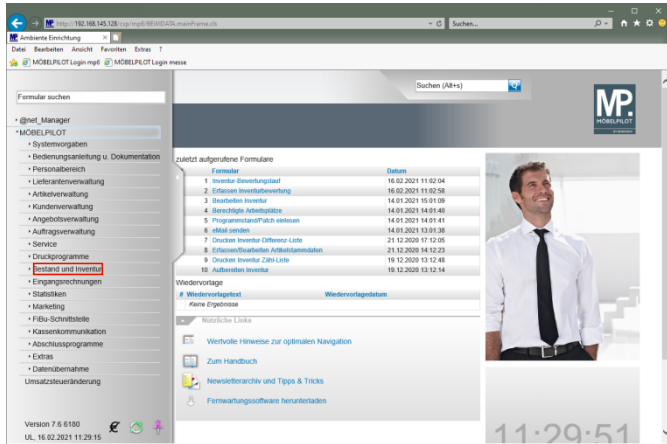 http://192.168.145.128/csp/mp6/BEWIDATA.mainFrame.cls
Suchen...
Ambiente Einrichtung
Datei Bearbeiten Ansicht Favoriten Extras ?
MÖBELPILOT Login mp6 MÖBELPILOT Login messe
Suchen (Alt+s)
Formular suchen
MP.
MÖBELPILOT
@net_Manager
MÖBELPILOT
Systemvorgaben
Bedienungsanleitung u. Dokumentation
Personalbereich
Lieferantenverwaltung
Artikelverwaltung
Kundenverwaltung
Angebotsverwaltung
Auftragsverwaltung
Service
Druckprogramme
Bestand und Inventur
Eingangsrechnungen
Statistiken
Marketing
FiBu-Schnittstelle
Kassenkommunikation
Abschlussprogramme
Extras
Datenübernahme
Umsatzsteueränderung
Version 7.6 6180
UL, 16.02.2021 11:29:15
zuletzt aufgerufene Formulare
Formular Datum
1 Inventur-Bewertungslauf 16.02.2021 11:02:04
2 Erfassen Inventurbewertung 16.02.2021 11:02:58
3 Bearbeiten Inventur 14.01.2021 15:01:09
4 Berechtigte Arbeitsplätze 14.01.2021 14:01:48
5 Programmstand/Patch einlesen 14.01.2021 14:01:41
6 eMail senden 14.01.2021 13:01:38
7 Drucken Inventur-Differenz-Liste 21.12.2020 17:12:05
8 Erfassen/Bearbeiten Artikelstammdaten 21.12.2020 14:12:23
9 Drucken Inventur Zähl-Liste 19.12.2020 13:12:48
10 Aufbereiten Inventur 19.12.2020 13:12:14
Wiedervorlage
# Wiedervorlagetext Wiedervorlagedatum
Keine Ergebnisse
Nützliche Links
Wertvolle Hinweise zur optimalen Navigation
Zum Handbuch
Newsletterarchiv und Tipps & Tricks
Fernwartungssoftware herunterladen
11:29:51